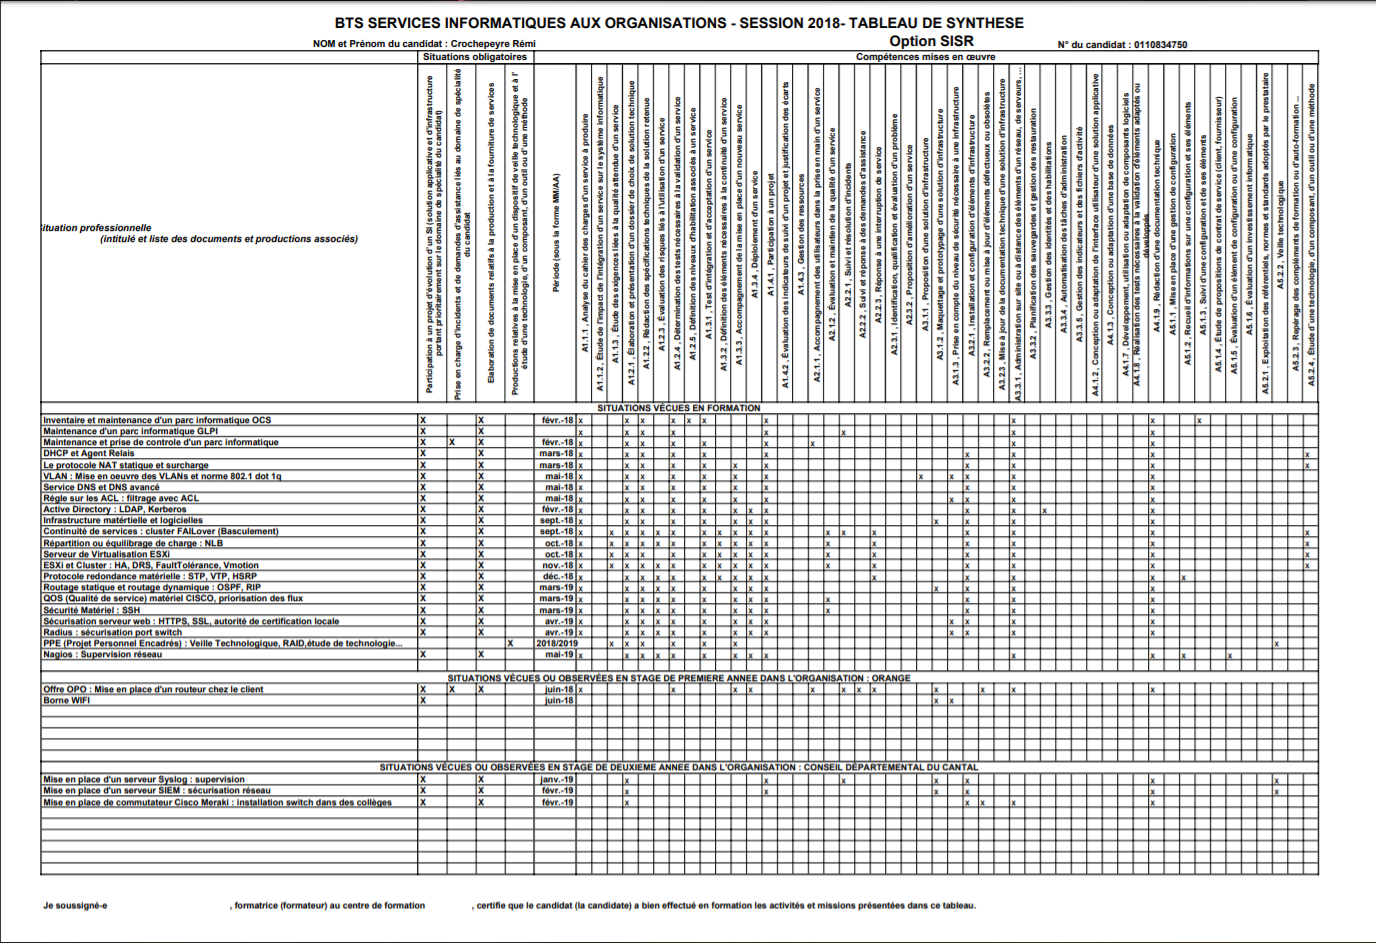 BTS SERVICES INFORMATIQUES AUX ORGANISATIONS - SESSION 2018- TABLEAU DE SYNTHESE
NOM et Prénom du candidat : Crochepeyre Rémi
Option SISR
N° du candidat : 0110834750
Situations obligatoires
Compétences mises en œuvre
ituation professionnelle
(intitulé et liste des documents et productions associés)
Participation à un projet d'évolution d'un SI (solution applicative et d'infrastructure portant prioritairement sur le domaine de spécialité du candidat)
Prise en charge d'incidents et de demandes d'assistance liés au domaine de spécialité du candidat
Elaboration de documents relatifs à la production et à la fourniture de services
Productions relatives à la mise en place d'un dispositif de veille technologique et à l' étude d'une technologie, d'un composant, d'un outil ou d'une méthode
Période (sous la forme MM/AA)
A1.1.1 , Analyse du cahier des charges d'un service à produire
A1.1.2 , Étude de l'impact de l'intégration d'un service sur le système informatique
A1.1.3 , Étude des exigences liées à la qualité attendue d'un service
A1.2.1 , Élaboration et présentation d'un dossier de choix de solution technique
A1.2.2 , Rédaction des spécifications techniques de la solution retenue
A1.2.3 , Évaluation des risques liés à l'utilisation d'un service
A1.2.4 , Détermination des tests nécessaires à la validation d'un service
A1.2.5 , Définition des niveaux d'habilitation associés à un service
A1.3.1 , Test d'intégration et d'acceptation d'un service
A1.3.2 , Définition des éléments nécessaires à la continuité d'un service
A1.3.3 , Accompagnement de la mise en place d'un nouveau service
A1.3.4 , Déploiement d'un service
A1.4.1 , Participation à un projet
A1.4.2 , Évaluation des indicateurs de suivi d'un projet et justification des écarts
A1.4.3 , Gestion des ressources
A2.1.1 , Accompagnement des utilisateurs dans la prise en main d'un service
A2.1.2 , Évaluation et maintien de la qualité d'un service
A2.2.1 , Suivi et résolution d'incidents
A2.2.2 , Suivi et réponse à des demandes d'assistance
A2.2.3 , Réponse à une interruption de service
A2.3.1 , Identification, qualification et évaluation d'un problème
A2.3.2 , Proposition d'amélioration d'un service
A3.1.1 , Proposition d'une solution d'infrastructure
A3.1.2 , Maquettage et prototypage d'une solution d'infrastructure
A3.1.3 , Prise en compte du niveau de sécurité nécessaire à une infrastructure
A3.2.1 , Installation et configuration d'éléments d'infrastructure
A3.2.2 , Remplacement ou mise à jour d'éléments défectueux ou obsolètes
A3.2.3 , Mise à jour de la documentation technique d'une solution d'infrastructure
A3.3.1 , Administration sur site ou à distance des éléments d'un réseau, de serveurs, ...
A3.3.2 , Planification des sauvegardes et gestion des restauration
A3.3.3 , Gestion des identités et des habilitations
A3.3.4 , Automatisation des tâches d'administration
A3.3.5 , Gestion des indicateurs et des fichiers d'activité
A4.1.2 , Conception ou adaptation de l'interface utilisateur d'une solution applicative
A4.1.3 , Conception ou adaptation d'une base de données
A4.1.7 , Développement, utilisation ou adaptation de composants logiciels
A4.1.8 , Réalisation des tests nécessaires à la validation d'éléments adaptés ou développés
A4.1.9 , Rédaction d'une documentation technique
A5.1.1 , Mise en place d'une gestion de configuration
A5.1.2 , Recueil d'informations sur une configuration et ses éléments
A5.1.3 , Suivi d'une configuration et de ses éléments
A5.1.4 , Étude de propositions de contrat de service (client, fournisseur)
A5.1.5 , Évaluation d'un élément de configuration ou d'une configuration
A5.1.6 , Évaluation d'un investissement informatique
A5.2.1 , Exploitation des référentiels, normes et standards adoptés par le prestataire
A5.2.2 , Veille technologique
A5.2.3 , Repérage des compléments de formation ou d'auto-formation ...
A5.2.4 , Étude d'une technologie, d'un composant, d'un outil ou d'une méthode
SITUATIONS VÉCUES EN FORMATION
Inventaire et maintenance d'un parc informatique OCS X X févr.-18 x x x x x x x x x x
Maintenance d'un parc informatique GLPI X X x x x x x x x x
Maintenance et prise de controle d'un parc informatique X X X févr.-18 x x x x x x x x x
DHCP et Agent Relais X X mars-18 x x x x x x x x x
Le protocole NAT statique et surcharge X X mars-18 x x x x x x x x x x
VLAN : Mise en oeuvre des VLANs et norme 802.1 dot 1q X X mai-18 x x x x x x x x x x
Service DNS et DNS avancé X X mai-18 x x x x x x x x
Régle sur les ACL : filtrage avec ACL X X mai-18 x x x x x x x x x
Active Directory : LDAP, Kerberos X X févr.-18 x x x x x x x x x x x
Infrastructure matértielle et logicielles X X sept.-18 x x x x x x x x x x x
Continuité de services : cluster FAILover (Basculement) X X sept.-18 x x x x x x x x x x x x x x x x x
Répartition ou équilibrage de charge : NLB X X oct.-18 x x x x x x x x x x x x x x x
Serveur de Virtualisation ESXi X X oct.-18 x x x x x x x x x x x x x x x
ESXi et Cluster : HA, DRS, FaultTolérance, Vmotion X X nov.-18 x x x x x x x x x x x x x x x
Protocole redondance matérielle : STP, VTP, HSRP X X déc.-18 x x x x x x x x x x x x x
Routage statique et routage dynamique : OSPF, RIP X X mars-19 x x x x x x x x x x x
QOS (Qualité de service) matériel CISCO, priorisation des flux X X mars-19 x x x x x x x x x x x
Sécurité Matériel : SSH X X mars-19 x x x x x x x x x x x
Sécurisation serveur web : HTTPS, SSL, autorité de certification locale X X avr.-19 x x x x x x x x x x x
Radius : sécurisation port switch X X avr.-19 x x x x x x x x x x x
PPE (Projet Personnel Encadrés) : Veille Technologique, RAID,étude de technologie... X 2018/2019 x x x x x x x
Nagios : Supervision réseau X X mai-19 x x x x x x x x x x x x x
SITUATIONS VÉCUES OU OBSERVÉES EN STAGE DE PREMIERE ANNEE DANS L'ORGANISATION : ORANGE
Offre OPO : Mise en place d'un routeur chez le client X X X juin-18 x x x x x x x x x x x x
Borne WIFI X juin-18 x x
SITUATIONS VÉCUES OU OBSERVÉES EN STAGE DE DEUXIEME ANNEE DANS L'ORGANISATION : CONSEIL DÉPARTEMENTAL DU CANTAL
Mise en place d'un serveur Syslog : supervision X X janv.-19 x x x x x x x
Mise en place d'un serveur SIEM : sécurisation réseau X X févr.-19 x x x x x x
Mise en place de commutateur Cisco Meraki : installation switch dans des collèges X X févr.-19 x x x x x
Je soussigné-e , formatrice (formateur) au centre de formation , certifie que le candidat (la candidate) a bien effectué en formation les activités et missions présentées dans ce tableau.